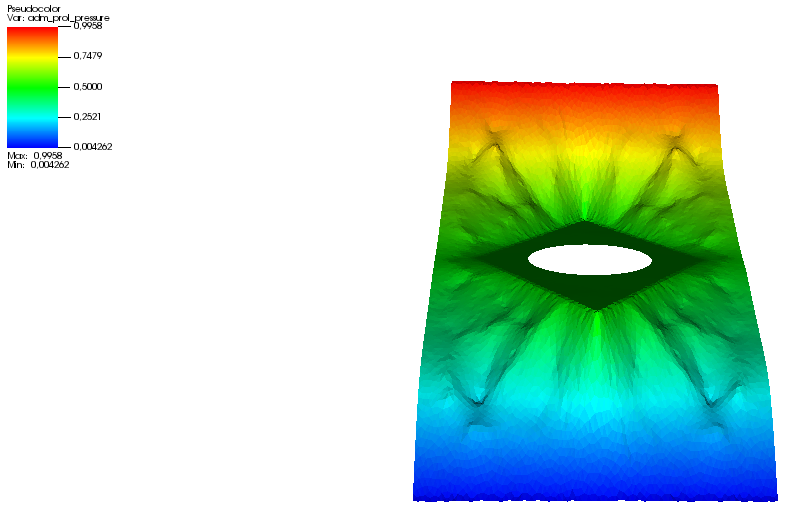 Pseudocolor
Var: adm_prol_pressure
0,9958
0,7479
0,5000
0,2521
0,004262
Max: 0,9958
Min: 0,004262